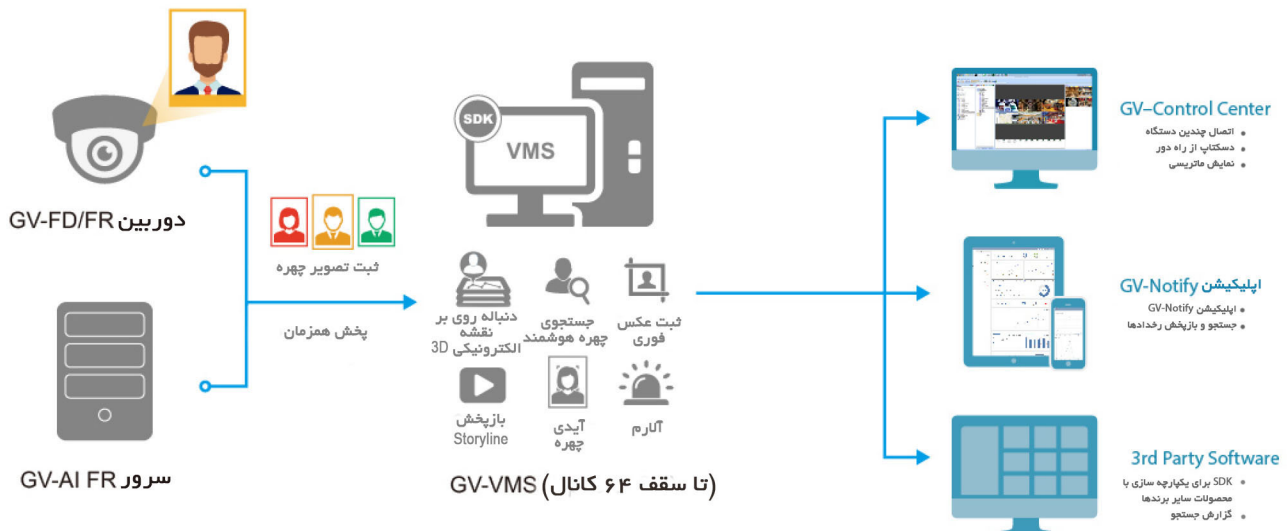 دوربین GV-FD/FR
سرور GV-AI FR
ثبت تصویر چهره
پخش همزمان
SDK
VMS
دنباله روی بر
نقشه
الکترونیکی 3D
جستجوی
چهره هوشمند
ثبت عکس
فوری
بازپخش
Storyline
آیدی
چهره
آلارم
GV-VMS (تا سقف ۶۴ کانال)
GV–Control Center
• اتصال چندین دستگاه
• دسکتاپ از راه دور
• نمایش ماتریسی
اپلیکیشن GV-Notify
• اپلیکیشن GV-Notify
• جستجو و بازپخش رخدادها
3rd Party Software
• SDK برای یکپارچه سازی با
محصولات سایر برندها
• گزارش جستجو